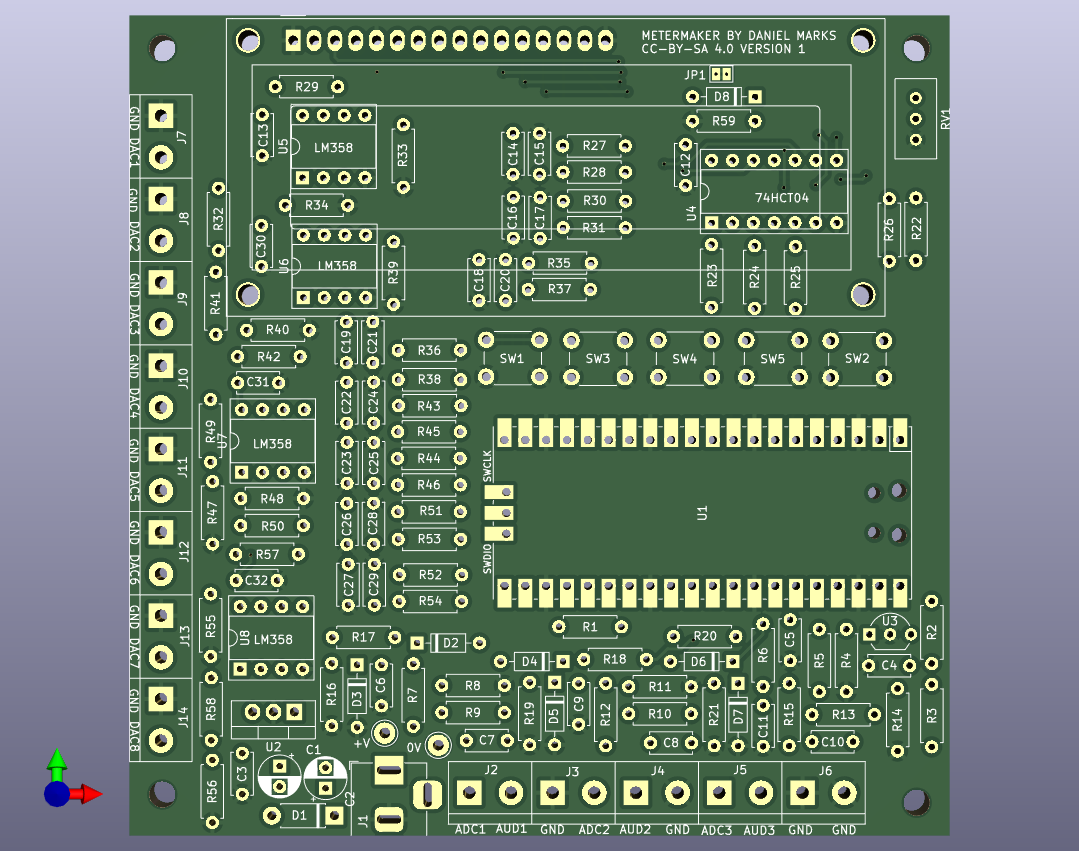 METERMAKER BY DANIEL MARKS
CC-BY-SA 4.0 VERSION 1
JP1
R29
D8
R59
RV1
C13
U5
LM358
R33
C14
C15
R27
R28
C12
74HCT04
U4
GND DAC1
J7
R34
C16
C17
R30
R31
R32
GND DAC2
J8
R26
R22
C30
U6
LM358
R39
C18
C20
R35
R37
R23
R24
R25
GND DAC3
J9
R41
R40
C19
C21
R36
SW1
SW3
SW4
SW5
SW2
R42
C31
R38
GND DAC4
J10
C22
C24
R43
R49
U7
LM358
R45
C23
C25
R44
SWCLK
GND DAC5
J11
R46
R48
R47
R50
C26
C28
R51
R53
U1
SWDIO
GND DAC6
J12
R57
C32
C27
C29
R52
R54
R55
U8
LM358
GND DAC7
J13
R17
D2
R1
R20
R6
C5
R5
R4
U3
R2
D4
R18
D6
C4
R16
D3
C6
R7
R8
R9
R19
D5
C9
R12
R11
R10
R21
D7
C11
R15
R13
R14
R3
R58
GND DAC8
J14
+V
0V
C7
C8
C10
U2
C1
+
C3
R56
D1
+
C2
J1
J2
J3
J4
J5
J6
ADC1 AUD1 GND ADC2 AUD2 GND ADC3 AUD3 GND GND